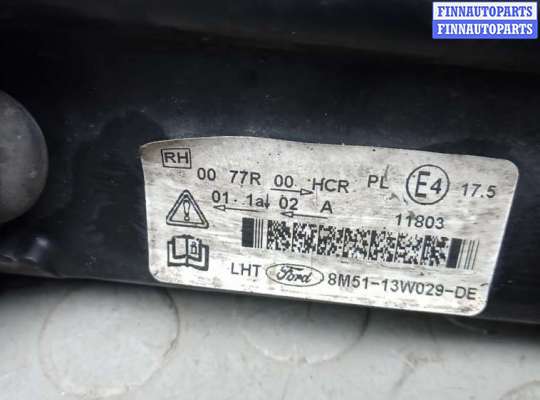 FINNAUTOPARTS
FINNAUTOPARTS
RH
00 77R 00 HCR PL E4 17.5
01 1a 02 A
11803
LHT Ford 8M51-13W029-DE